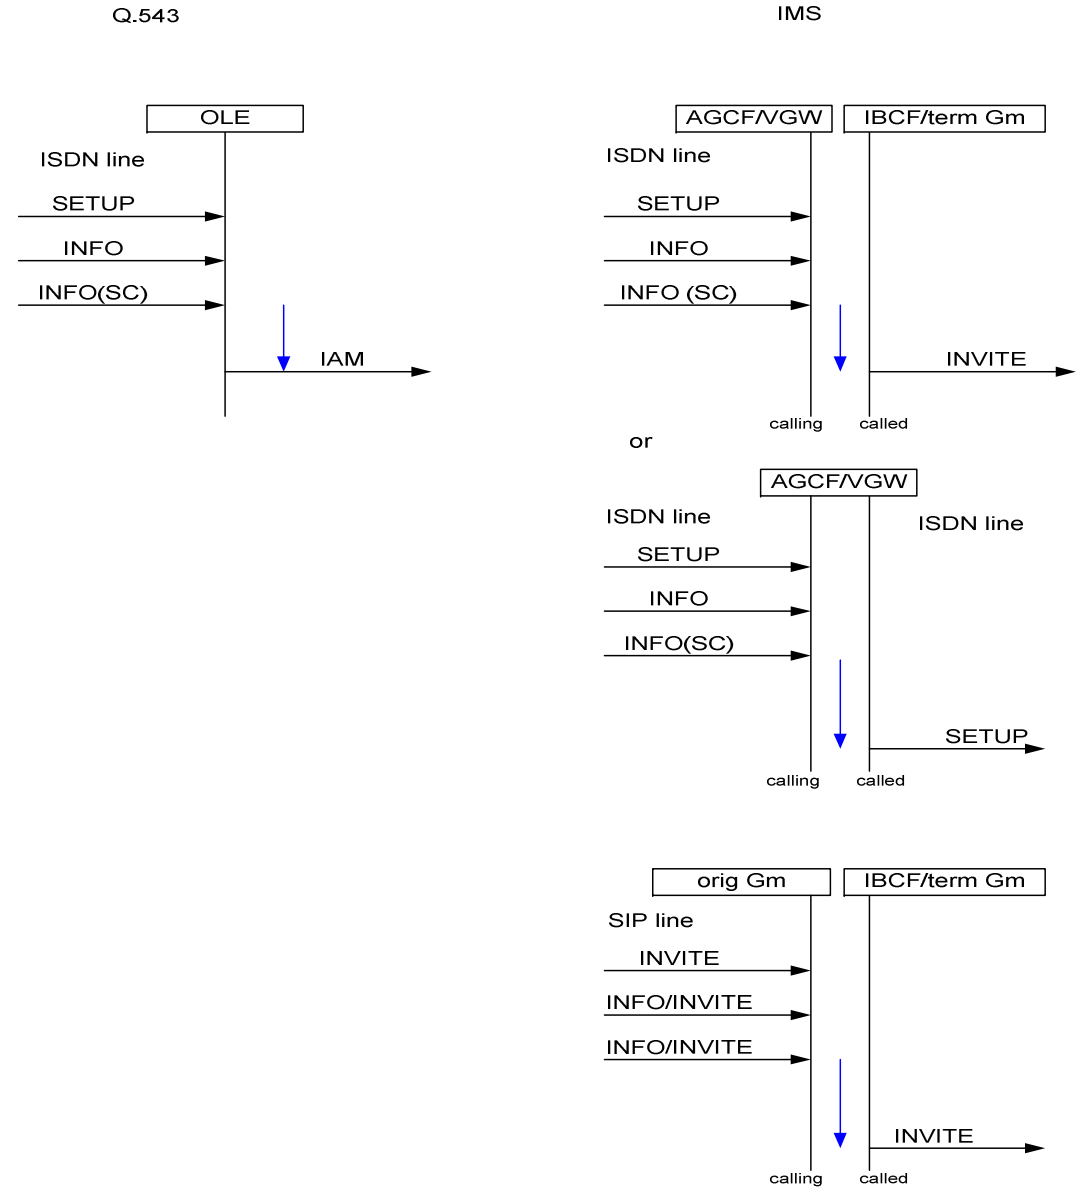 Q.543
IMS
OLE
ISDN line
SETUP
INFO
INFO(SC)
IAM
AGCF/VGW
IBCF/term Gm
ISDN line
SETUP
INFO
INFO (SC)
INVITE
calling
called
or
AGCF/VGW
ISDN line
ISDN line
SETUP
INFO
INFO(SC)
SETUP
calling
called
orig Gm
IBCF/term Gm
SIP line
INVITE
INFO/INVITE
INFO/INVITE
INVITE
calling
called